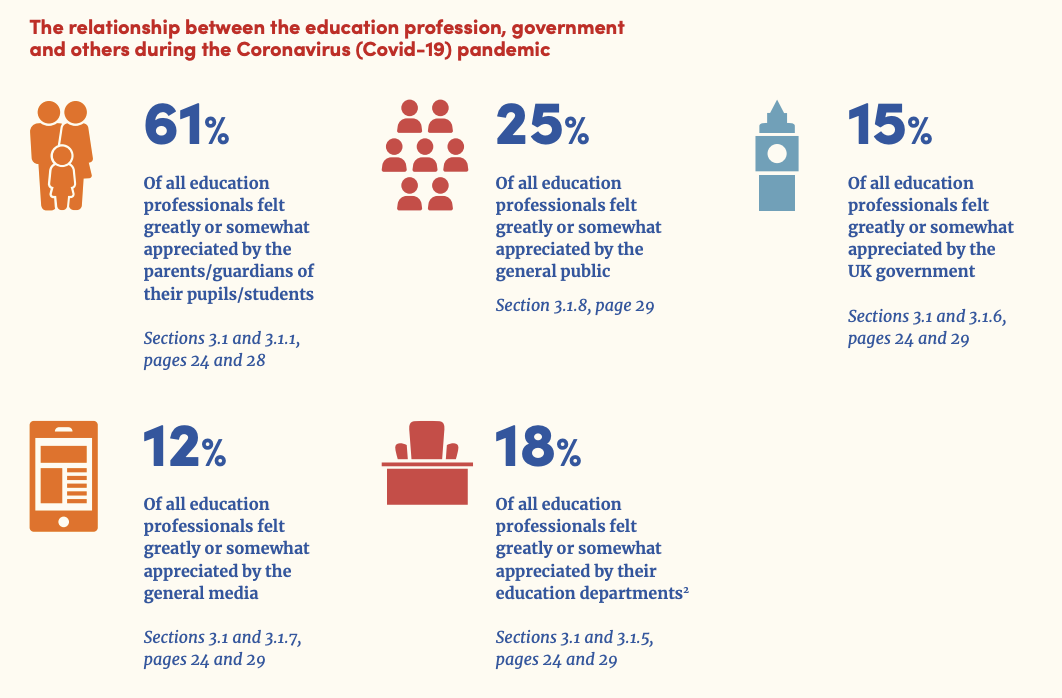 The relationship between the education profession, government
and others during the Coronavirus (Covid-19) pandemic
61%
Of all education
professionals felt
greatly or somewhat
appreciated by the
parents/guardians of
their pupils/students
Sections 3.1 and 3.1.1,
pages 24 and 28
25%
Of all education
professionals felt
greatly or somewhat
appreciated by the
general public
Section 3.1.8, page 29
15%
Of all education
professionals felt
greatly or somewhat
appreciated by the
UK government
Sections 3.1 and 3.1.6,
pages 24 and 29
12%
Of all education
professionals felt
greatly or somewhat
appreciated by the
general media
Sections 3.1 and 3.1.7,
pages 24 and 29
18%
Of all education
professionals felt
greatly or somewhat
appreciated by their
education departments²
Sections 3.1 and 3.1.5,
pages 24 and 29